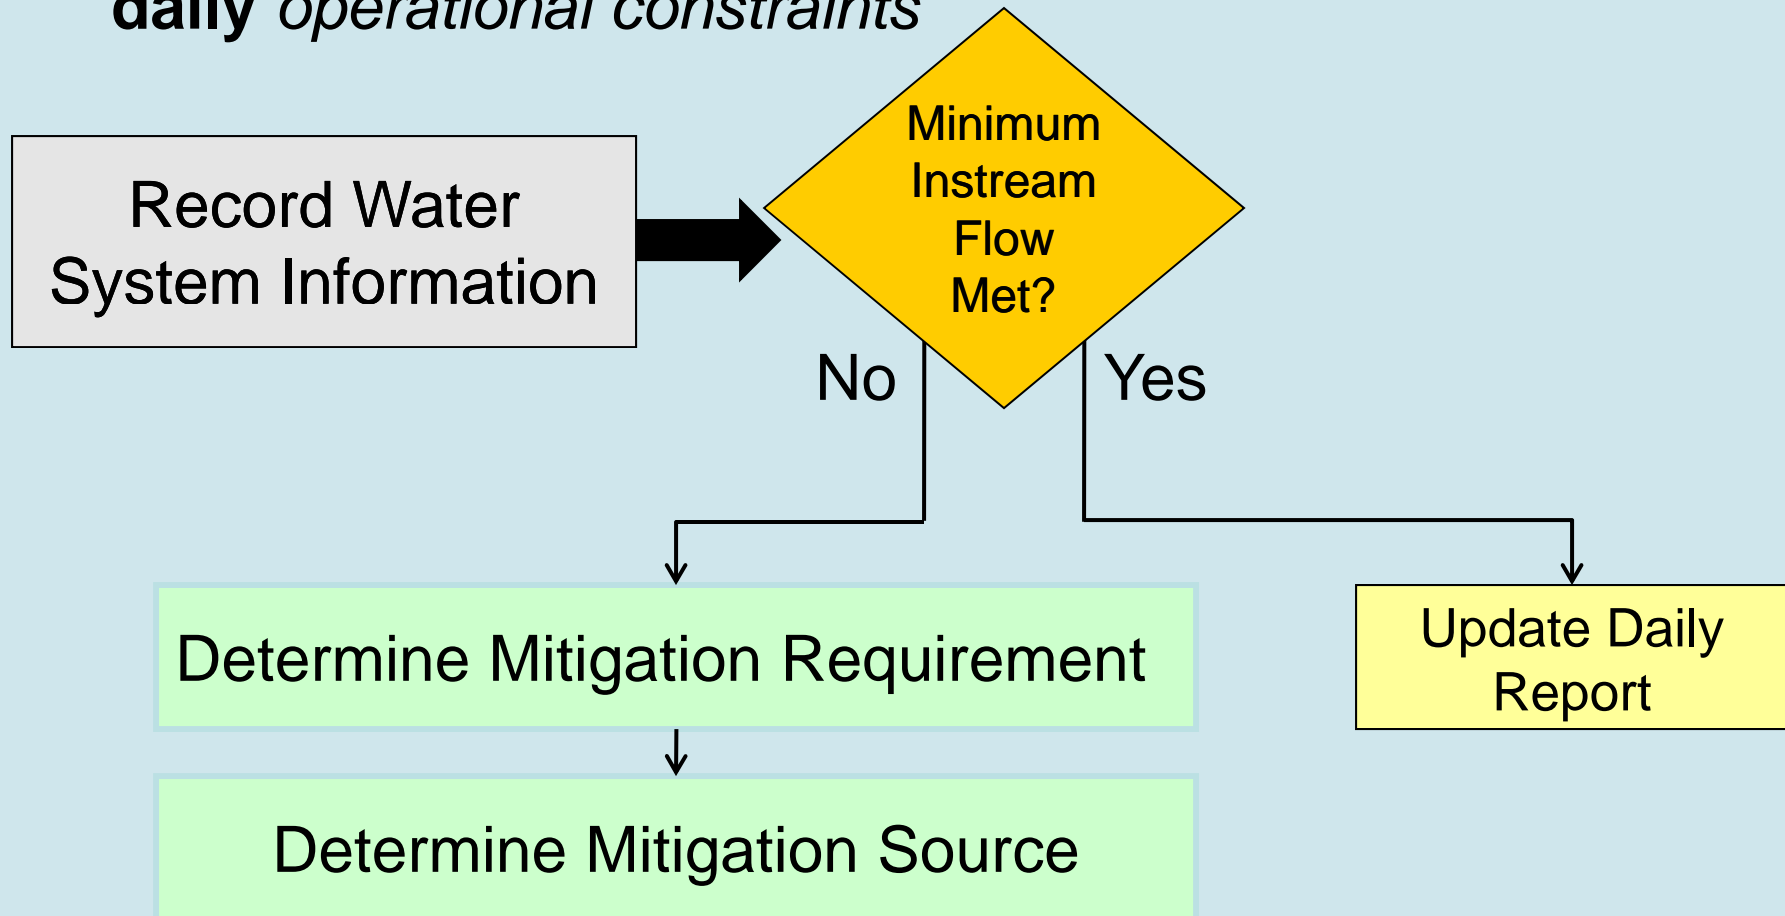 daily operational constraints
Minimum
Instream
Flow
Met?
Record Water
System Information
No
Yes
Determine Mitigation Requirement
Update Daily
Report
Determine Mitigation Source